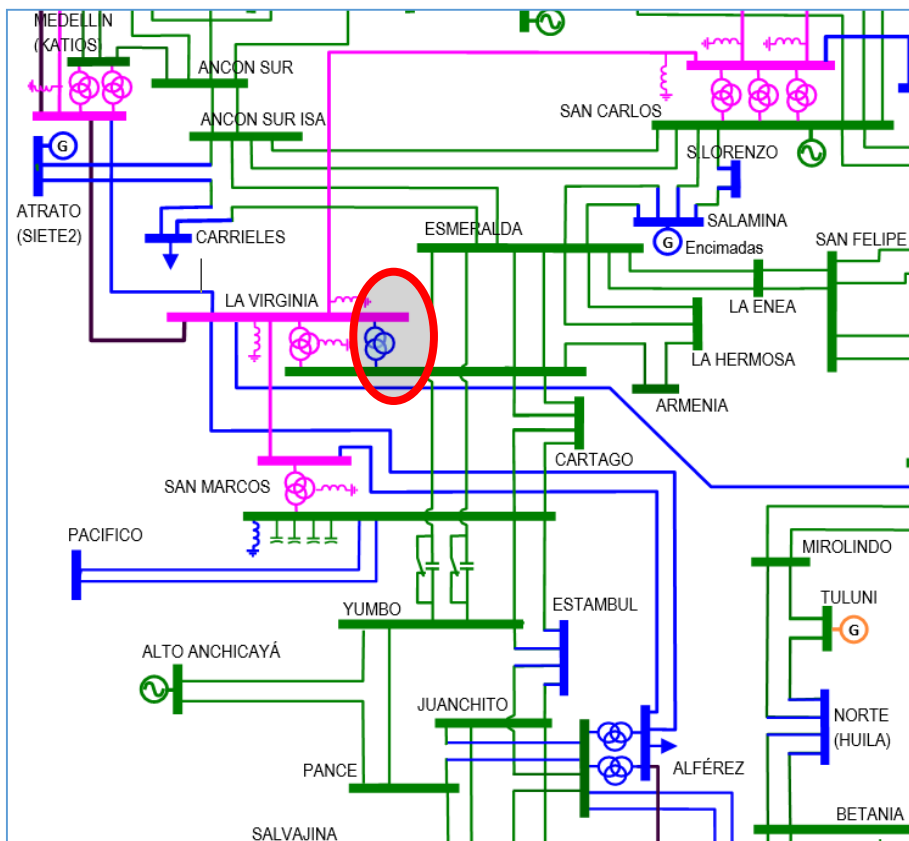 MEDELLIN
(KATIOS)
ANCON SUR
ANCON SUR ISA
SAN CARLOS
G
ATRATO
(SIETE2)
CARRIELES
S.LORENZO
SALAMINA
G
Encimadas
ESMERALDA
SAN FELIPE
LA ENEA
LA VIRGINIA
LA HERMOSA
ARMENIA
CARTAGO
SAN MARCOS
PACIFICO
MIROLINDO
TULUNI
G
YUMBO
ESTAMBUL
ALTO ANCHICAYÁ
JUANCHITO
NORTE
(HUILA)
PANCE
ALFÉREZ
BETANIA
SALVAJINA